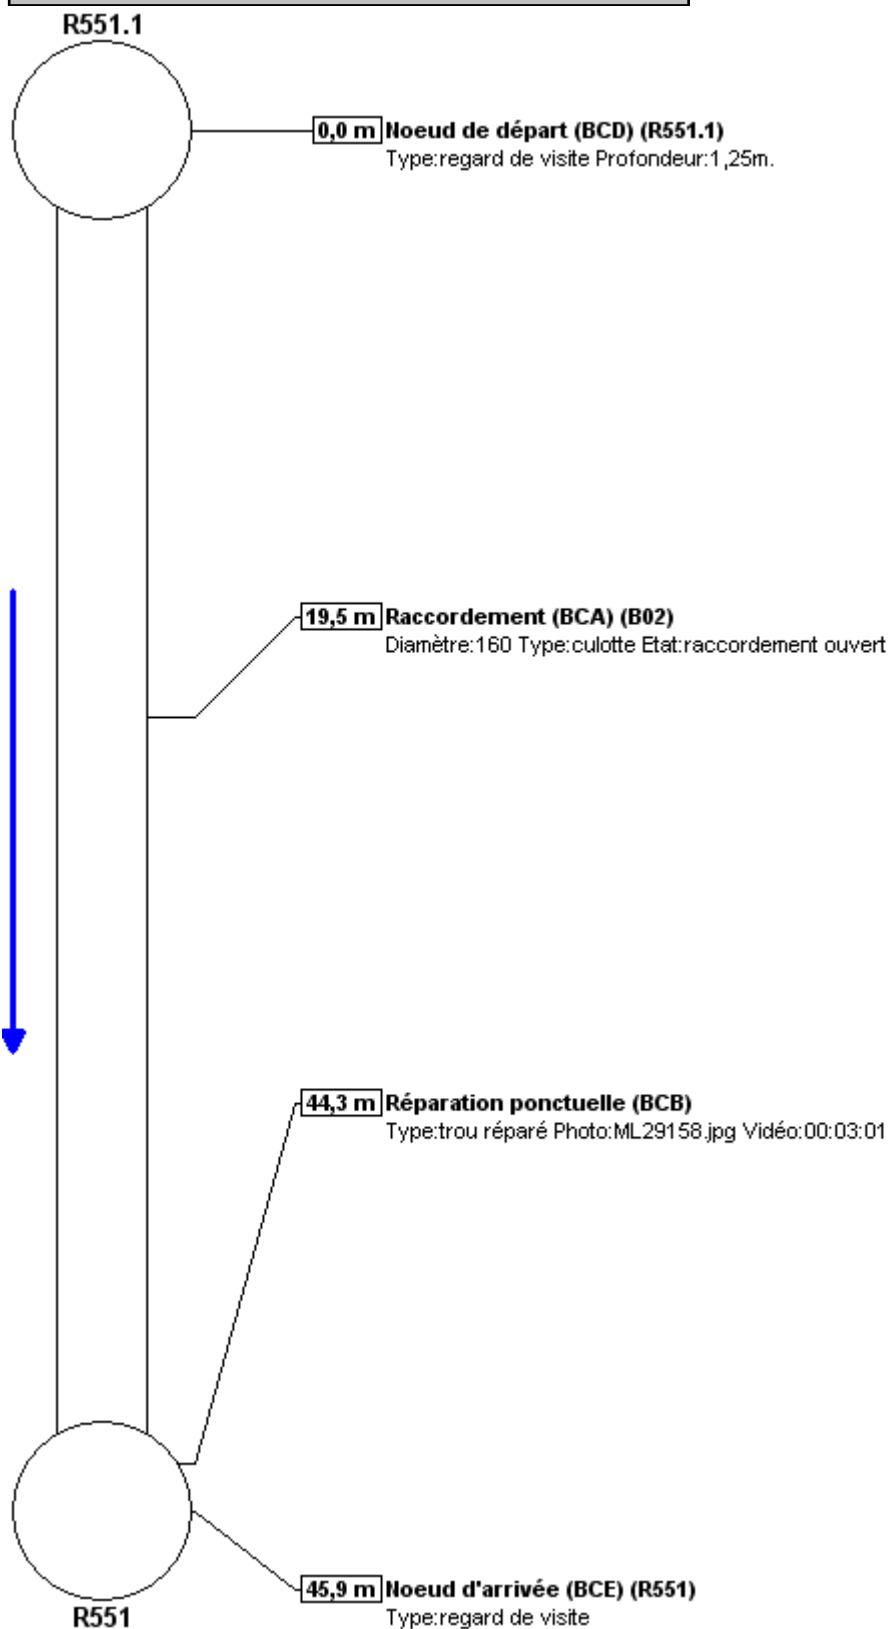 R551.1
0,0 m Noeud de départ (BCD) (R551.1)
Type:regard de visite Profondeur:1,25m.
19,5 m Raccordement (BCA) (B02)
Diamètre:160 Type:culotte Etat:raccordement ouvert
44,3 m Réparation ponctuelle (BCB)
Type:trou réparé Photo:ML29158.jpg Vidéo:00:03:01
45,9 m Noeud d'arrivée (BCE) (R551)
Type:regard de visite
R551